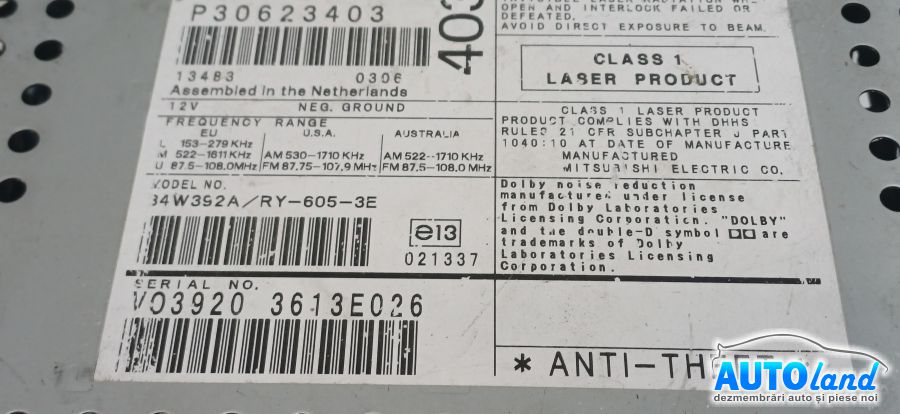 P30623403
403
13483 0306
Assembled in the Netherlands
12V NEG. GROUND
FREQUENCY RANGE
EU U.S.A. AUSTRALIA
L 153-279 KHz
M 522-1611 KHz AM 530-1710 KHz AM 522--1710 KHz
U 87.5-108.0MHz FM 87.75-107.9 MHz FM 87.5-108.0 MHz
MODEL NO.
34W392A/RY-605-3E
e13
021337
SERIAL NO.
V03920 3613E026
OPEN AND INTERLOCK FAILED OR
DEFEATED.
AVOID DIRECT EXPOSURE TO BEAM.
CLASS 1
LASER PRODUCT
CLASS 1 LASER PRODUCT
PRODUCT COMPLIES WITH DHHS
RULES 21 CFR SUBCHAPTER J PART
1040:10 AT DATE OF MANUFACTURE
MANUFACTURED
MITSUBISHI ELECTRIC CO.
Dolby noise reduction
manufactured under license
from Dolby Laboratories
Licensing Corporation. "DOLBY"
and the double-D symbol are
trademarks of Dolby
Laboratories Licensing
Corporation.
* ANTI-THEFT
AUTOland
dezmembrări auto și piese noi